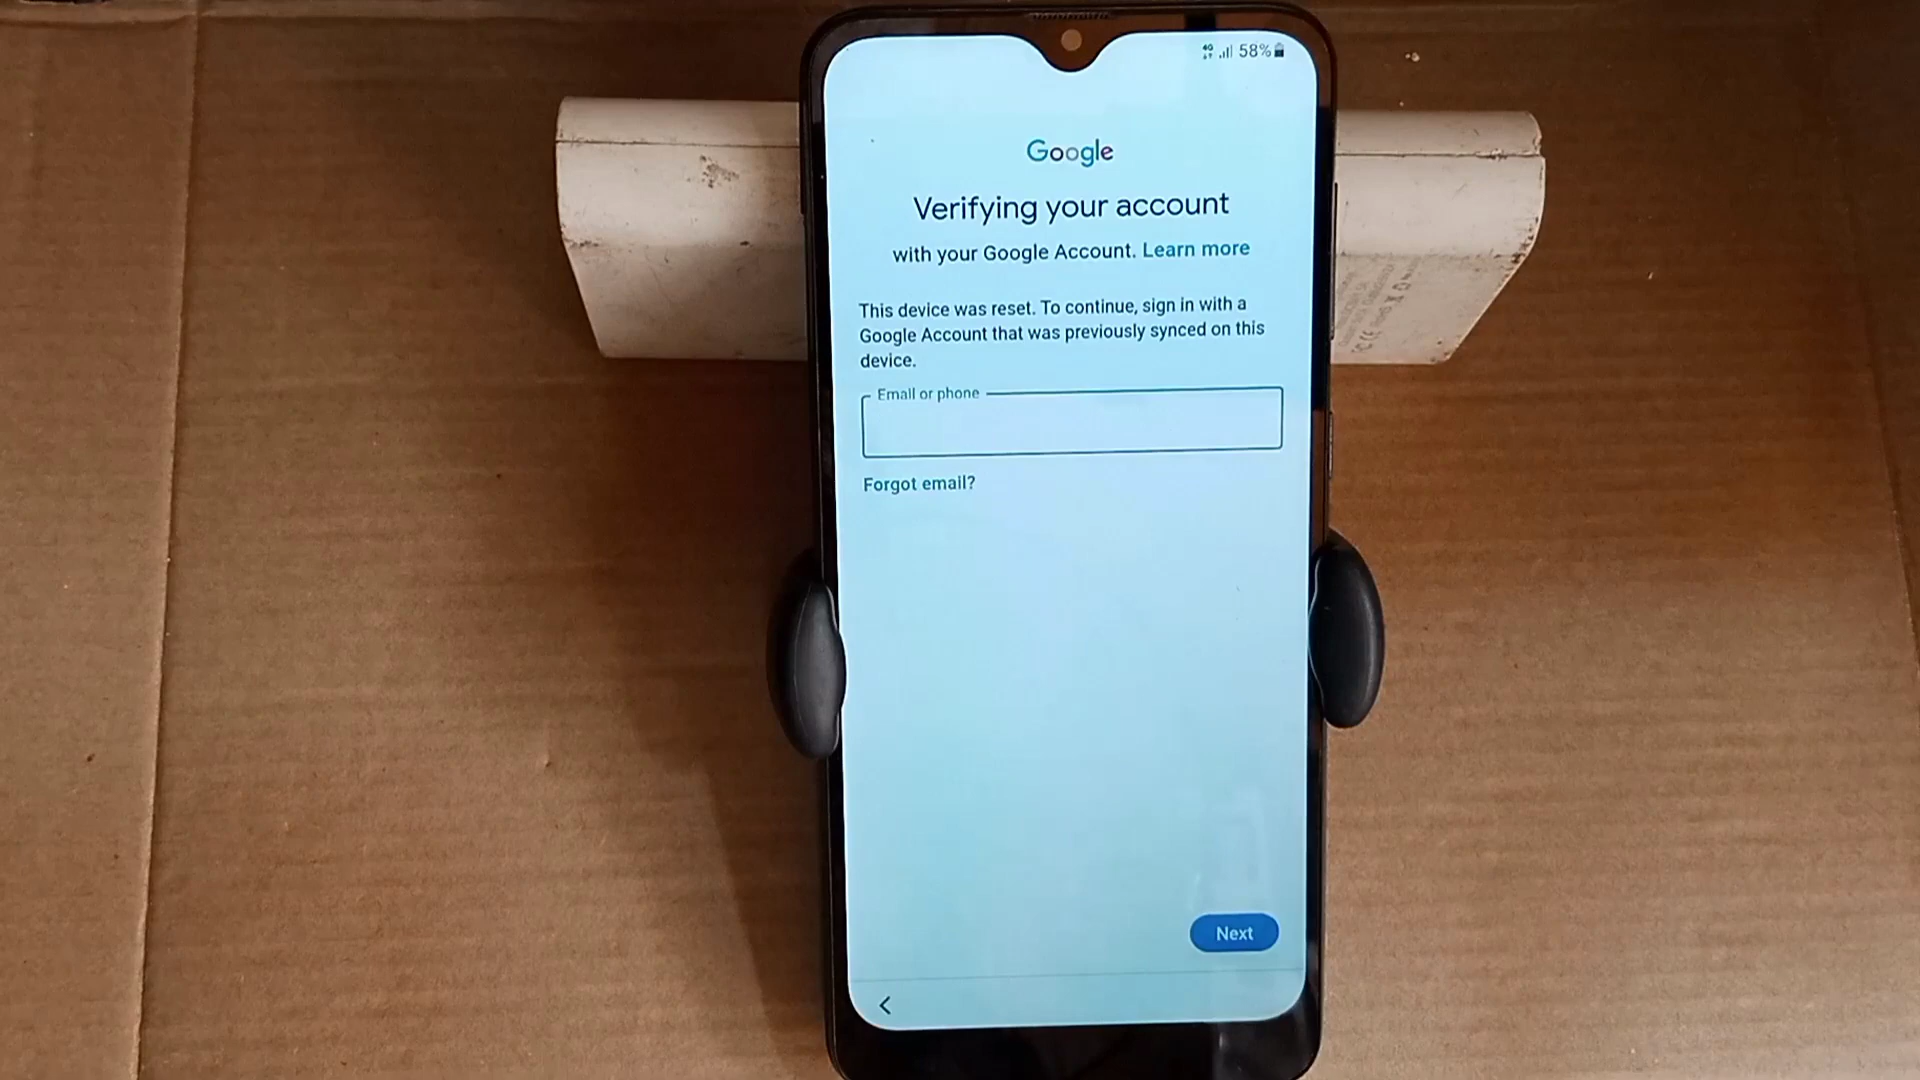 4G 58%
Google
Verifying your account
with your Google Account. Learn more
This device was reset. To continue, sign in with a
Google Account that was previously synced on this
device.
Email or phone
Forgot email?
Next